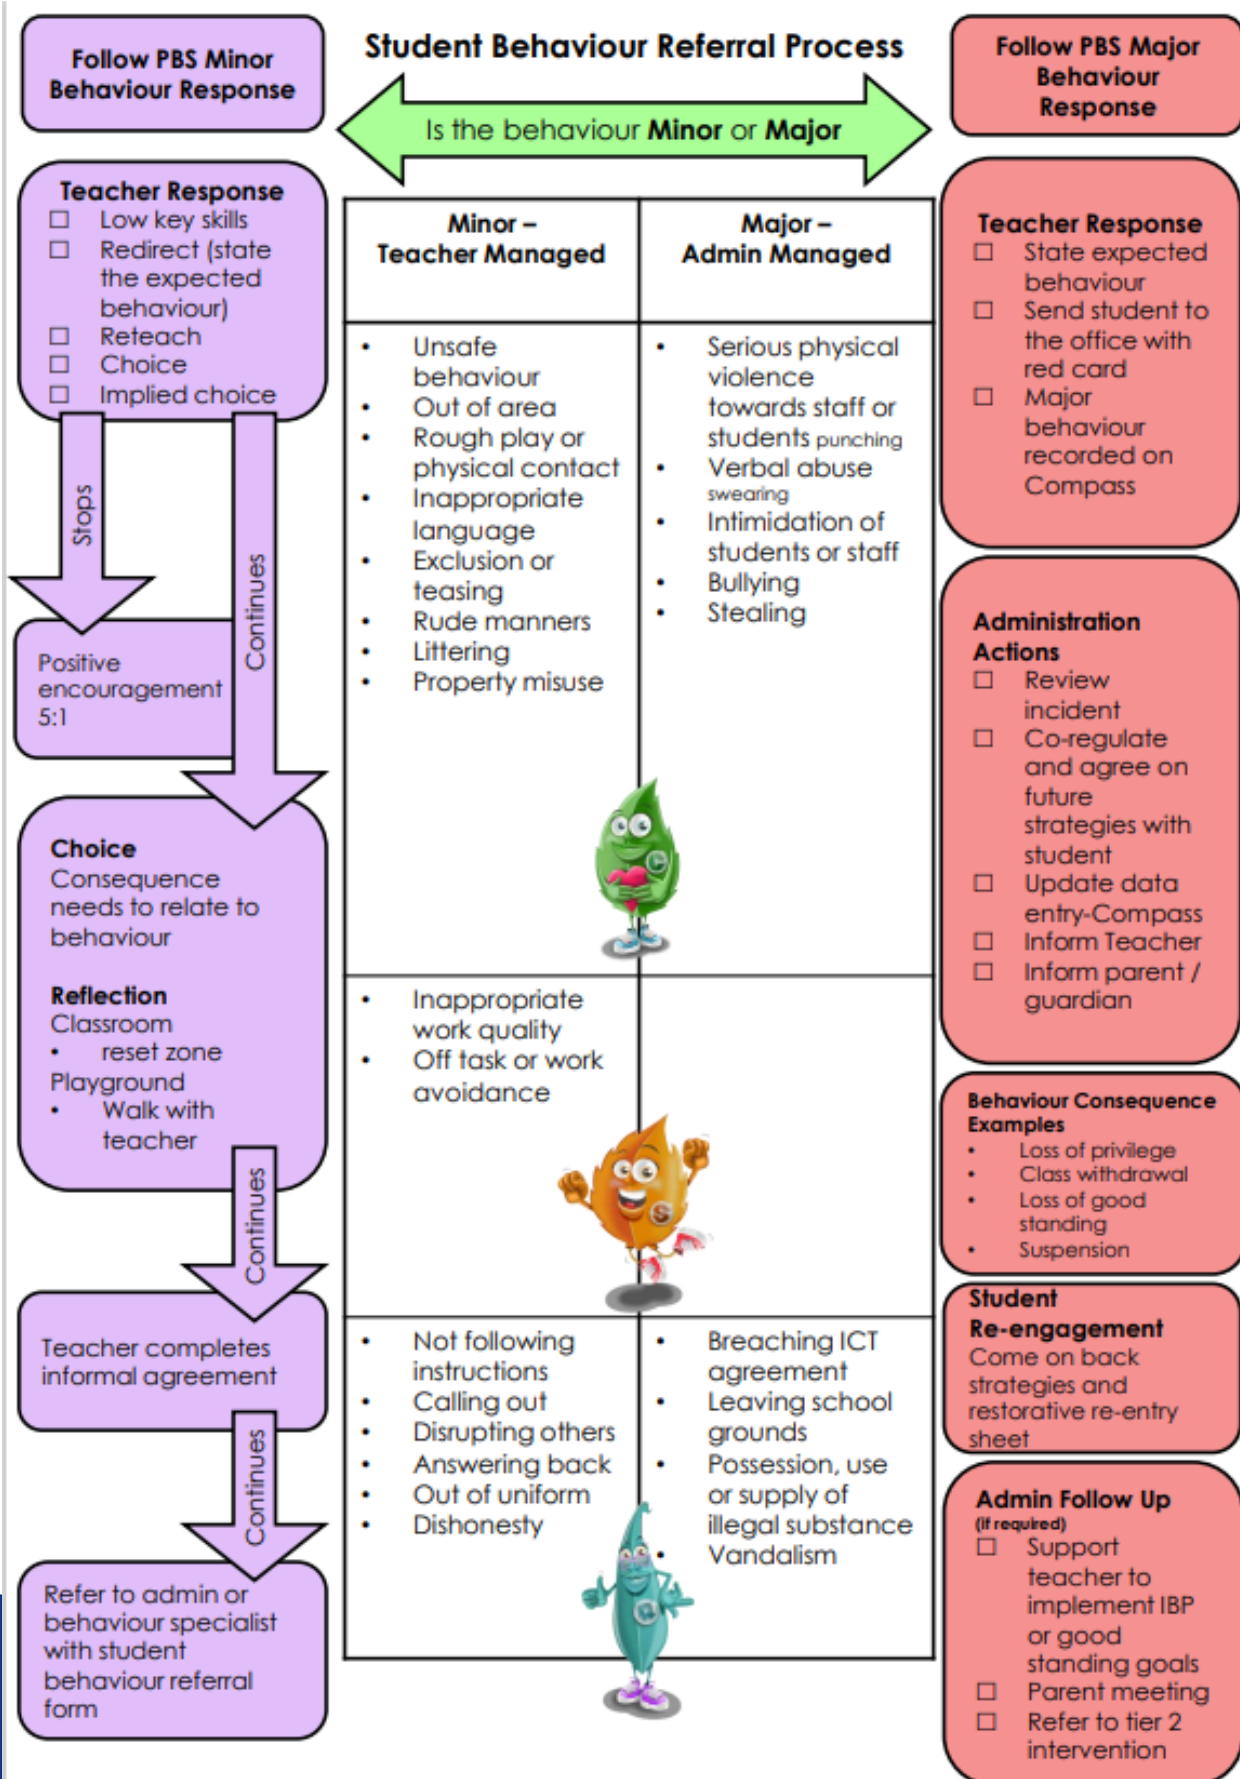 Follow PBS Minor
Behaviour Response
Student Behaviour Referral Process
Is the behaviour Minor or Major
Follow PBS Major
Behaviour
Response
Teacher Response
☐ Low key skills
☐ Redirect (state
the expected
behaviour)
☐ Reteach
☐ Choice
☐ Implied choice
Stops
Continues
Positive
encouragement
5:1
Choice
Consequence
needs to relate to
behaviour
Reflection
Classroom
• reset zone
Playground
• Walk with
teacher
Continues
Teacher completes
informal agreement
Continues
Refer to admin or
behaviour specialist
with student
behaviour referral
form
Minor –
Teacher Managed
Major –
Admin Managed
• Unsafe
behaviour
• Out of area
• Rough play or
physical contact
• Inappropriate
language
• Exclusion or
teasing
• Rude manners
• Littering
• Property misuse
• Serious physical
violence
towards staff or
students punching
• Verbal abuse
swearing
• Intimidation of
students or staff
• Bullying
• Stealing
C
• Inappropriate
work quality
• Off task or work
avoidance
S
• Not following
instructions
• Calling out
• Disrupting others
• Answering back
• Out of uniform
• Dishonesty
• Breaching ICT
agreement
• Leaving school
grounds
• Possession, use
or supply of
illegal substance
• Vandalism
Teacher Response
☐ State expected
behaviour
☐ Send student to
the office with
red card
☐ Major
behaviour
recorded on
Compass
Administration
Actions
☐ Review
incident
☐ Co-regulate
and agree on
future
strategies with
student
☐ Update data
entry-Compass
☐ Inform Teacher
☐ Inform parent /
guardian
Behaviour Consequence
Examples
• Loss of privilege
• Class withdrawal
• Loss of good
standing
• Suspension
Student
Re-engagement
Come on back
strategies and
restorative re-entry
sheet
Admin Follow Up
(if required)
☐ Support
teacher to
implement IBP
or good
standing goals
☐ Parent meeting
☐ Refer to tier 2
intervention